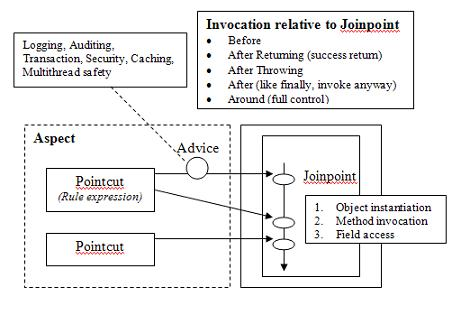 Invocation relative to Joinpoint
• Before
• After Returning (success return)
• After Throwing
• After (like finally, invoke anyway)
• Around (full control)
Logging, Auditing,
Transaction, Security, Caching,
Multithread safety
Aspect
Advice
Pointcut
(Rule expression)
Joinpoint
1. Object instantiation
2. Method invocation
3. Field access
Pointcut